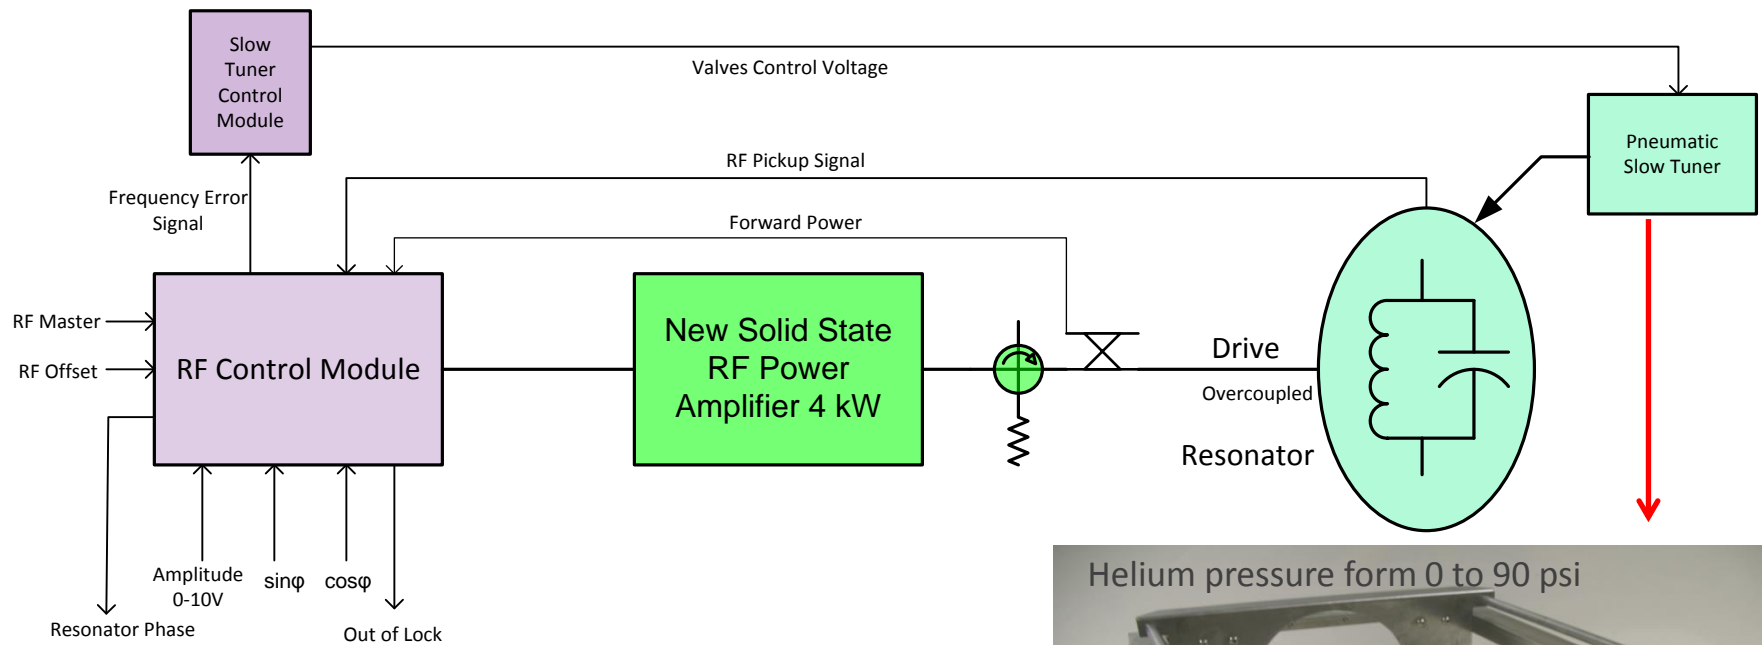 Slow
Tuner
Control
Module
Valves Control Voltage
Pneumatic
Slow Tuner
RF Pickup Signal
Frequency Error
Signal
Forward Power
RF Master
RF Offset
RF Control Module
New Solid State
RF Power
Amplifier 4 kW
Drive
Overcoupled
Resonator
Amplitude
0-10V
sinφ
cosφ
Resonator Phase
Out of Lock
Helium pressure form 0 to 90 psi